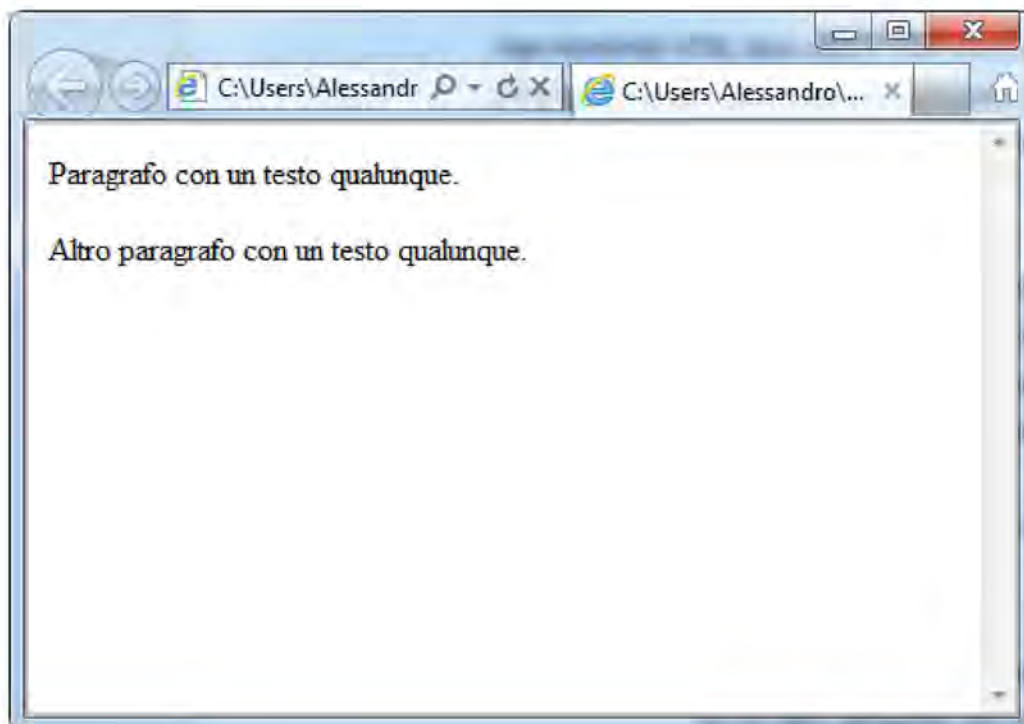 C:\Users\Alessandr
C:\Users\Alessandro\...
Paragrafo con un testo qualunque.
Altro paragrafo con un testo qualunque.